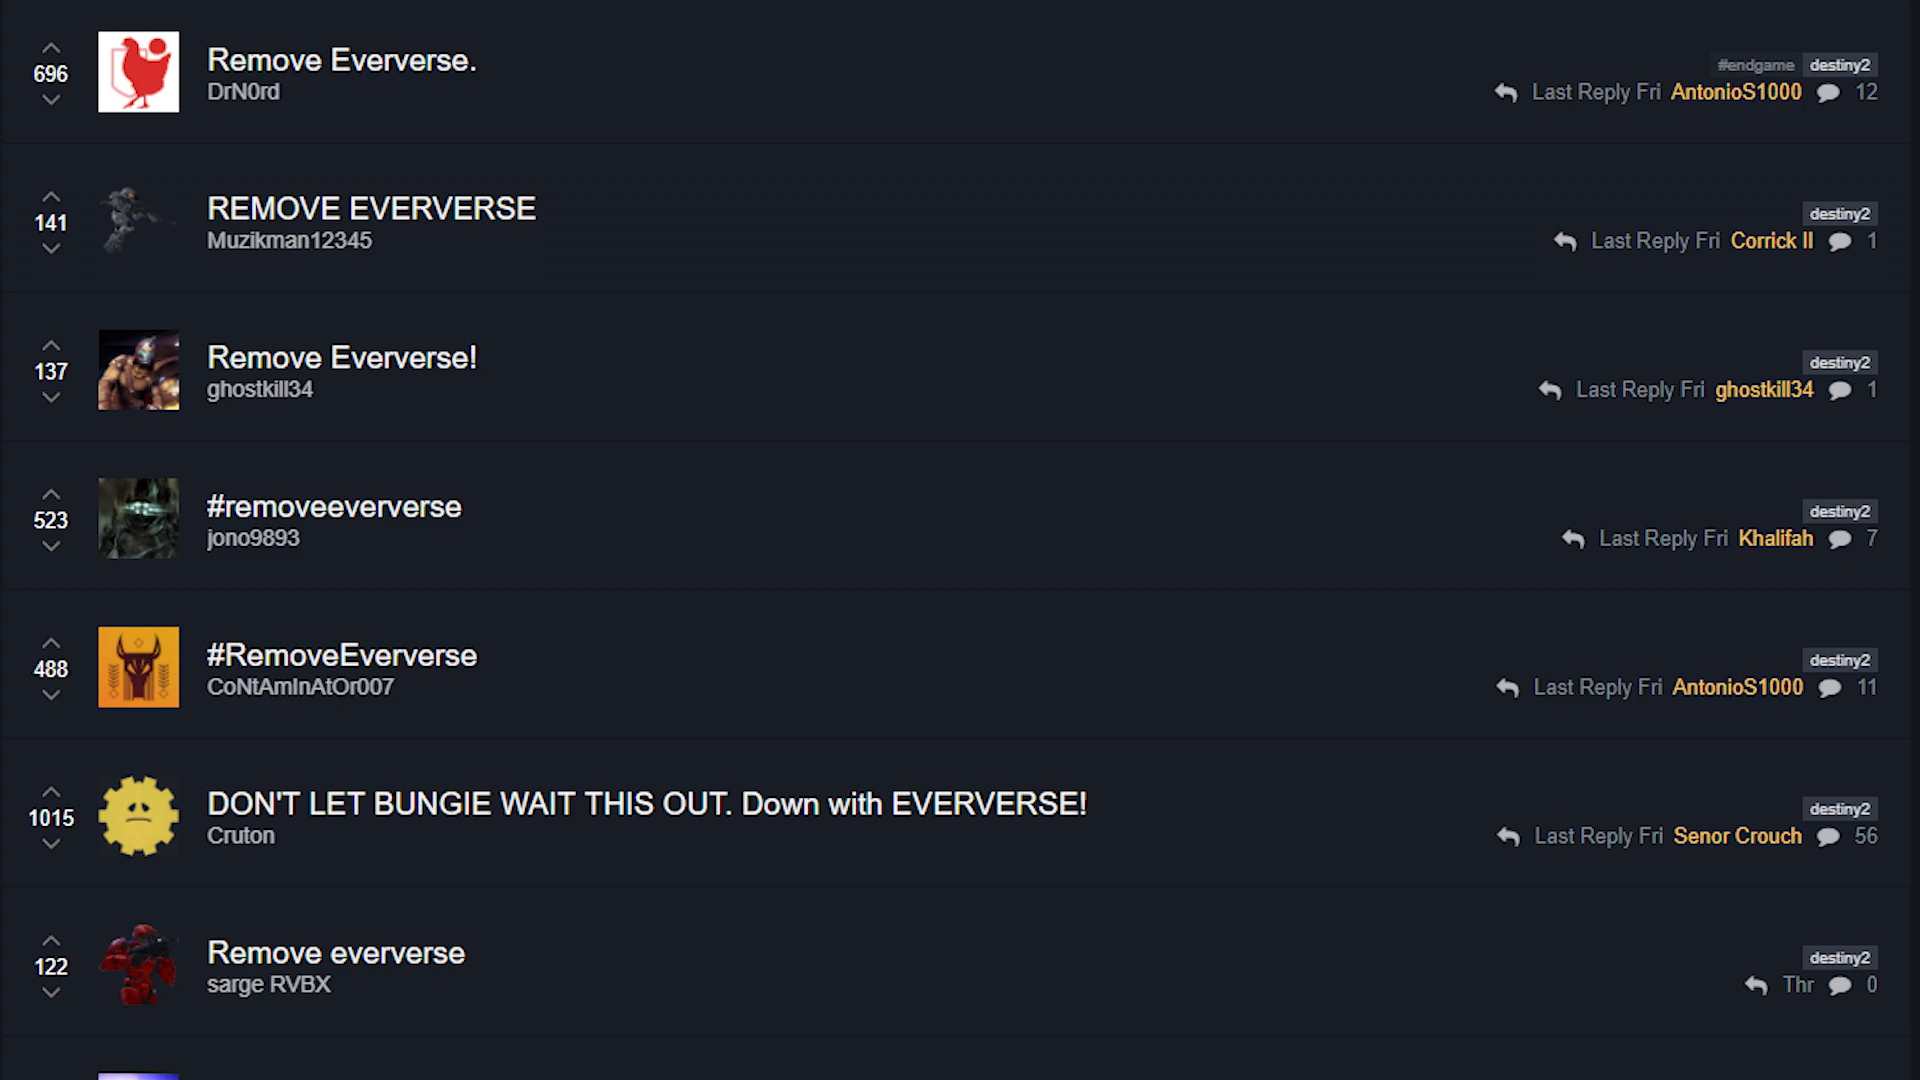 Remove Eververse.
696
#endgame destiny2
DrN0rd
Last Reply Fri AntonioS1000 12
REMOVE EVERVERSE
141
destiny2
Muzikman12345
Last Reply Fri Corrick II 1
Remove Eververse!
137
destiny2
ghostkill34
Last Reply Fri ghostkill34 1
#removeeververse
523
destiny2
jono9893
Last Reply Fri Khalifah 7
#RemoveEververse
488
destiny2
CoNtAmInAtOr007
Last Reply Fri AntonioS1000 11
DON'T LET BUNGIE WAIT THIS OUT. Down with EVERVERSE!
1015
destiny2
Cruton
Last Reply Fri Senor Crouch 56
Remove eververse
122
destiny2
sarge RVBX
Thr 0